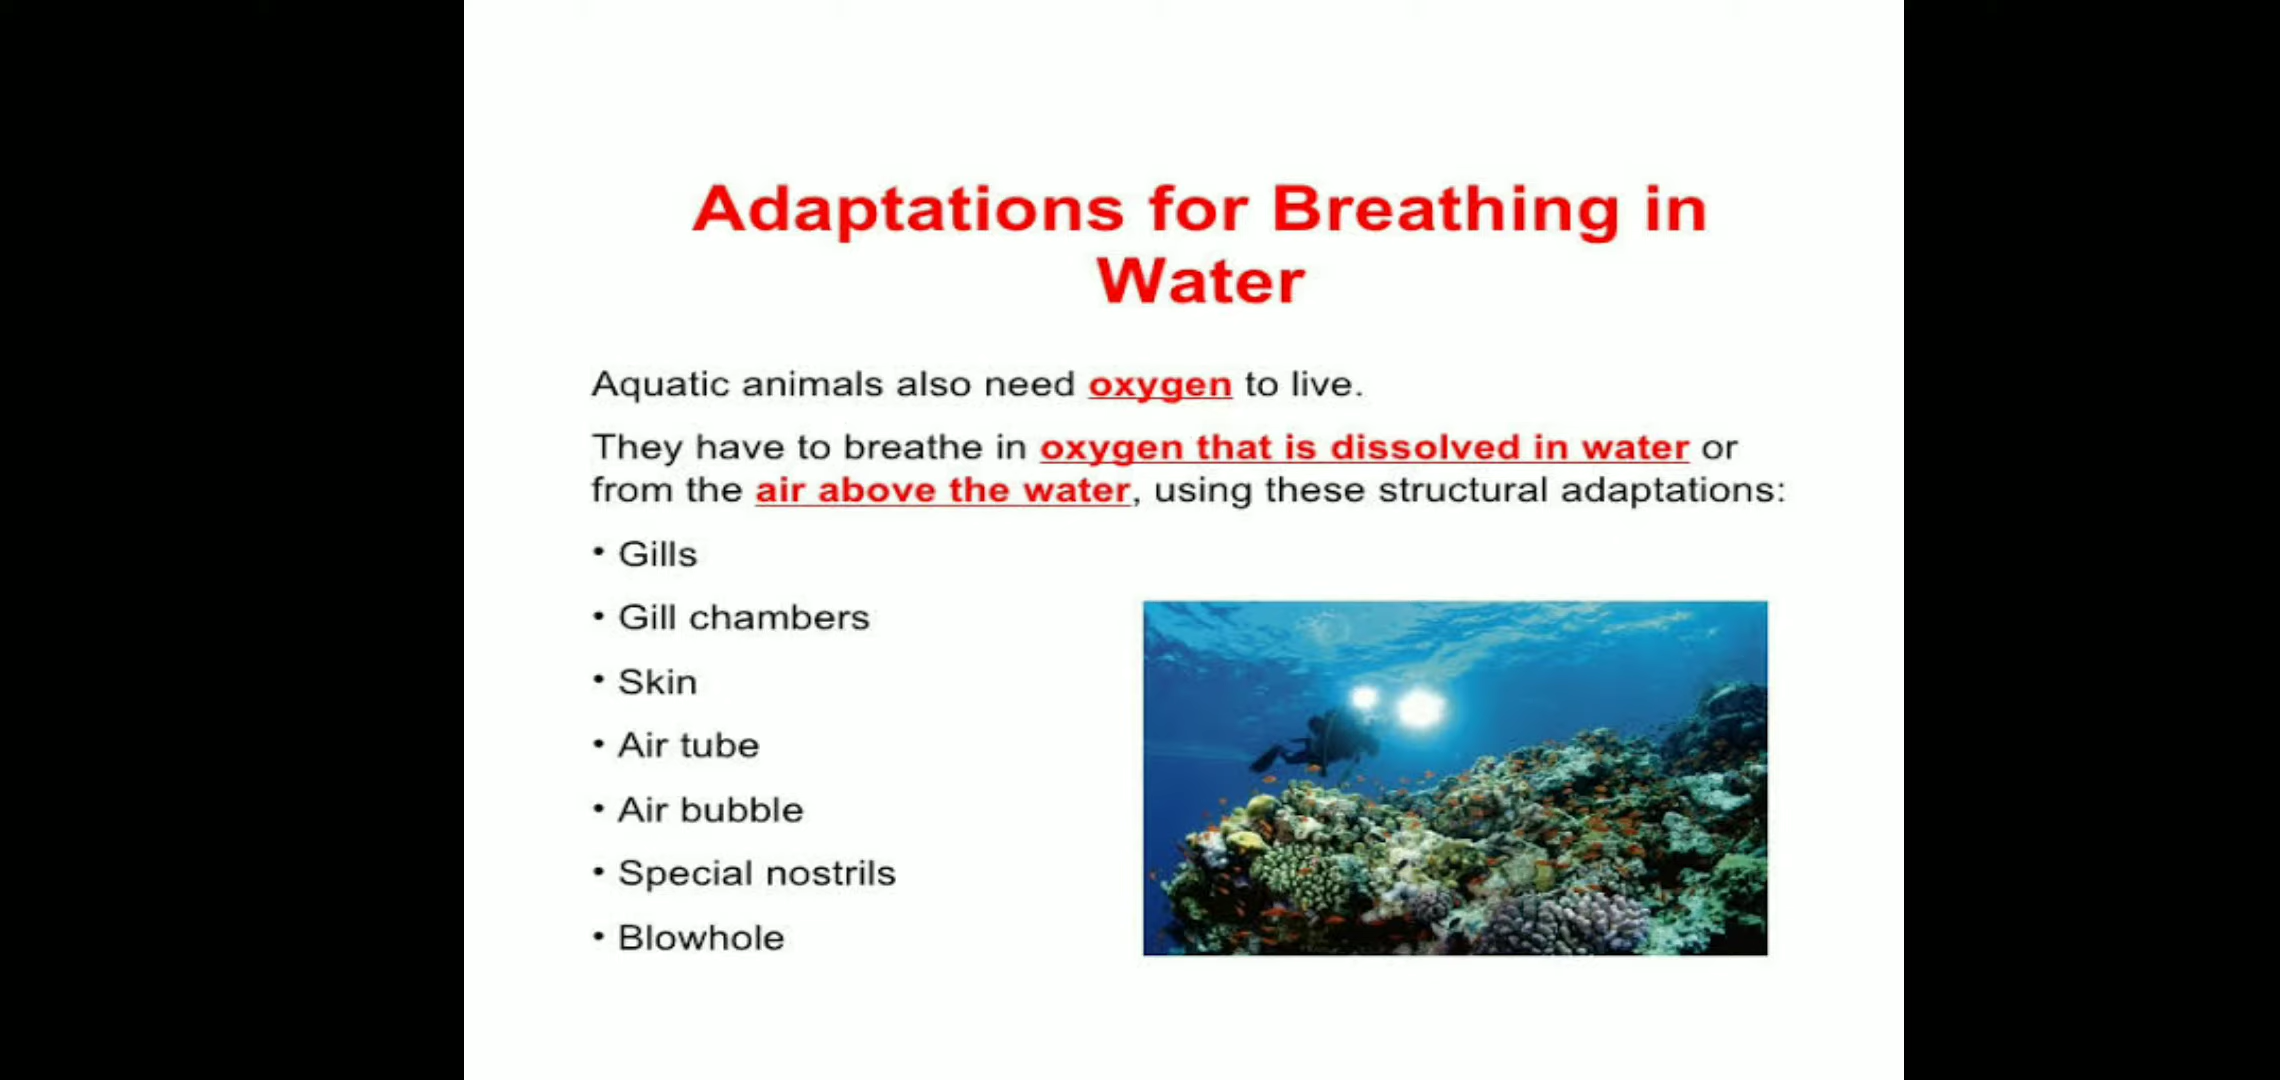 Adaptations for Breathing in
Water
Aquatic animals also need oxygen to live.
They have to breathe in oxygen that is dissolved in water or
from the air above the water, using these structural adaptations:
• Gills
• Gill chambers
• Skin
• Air tube
• Air bubble
• Special nostrils
• Blowhole